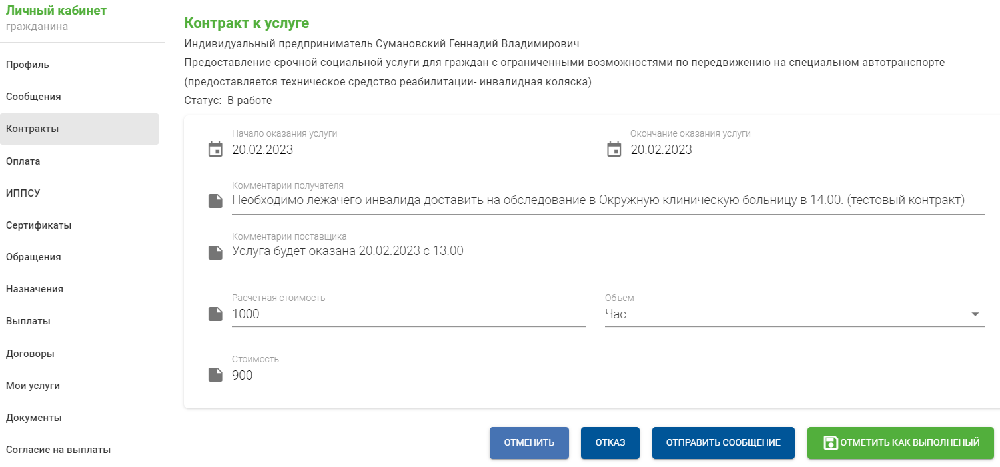 Личный кабинет
гражданина
Профиль
Сообщения
Контракты
Оплата
ИППСУ
Сертификаты
Обращения
Назначения
Выплаты
Договоры
Мои услуги
Документы
Согласие на выплаты
Контракт к услуге
Индивидуальный предприниматель Сумановский Геннадий Владимирович
Предоставление срочной социальной услуги для граждан с ограниченными возможностями по передвижению на специальном автотранспорте
(предоставляется техническое средство реабилитации- инвалидная коляска)
Статус: В работе
Начало оказания услуги
20.02.2023
Окончание оказания услуги
20.02.2023
Комментарии получателя
Необходимо лежачего инвалида доставить на обследование в Окружную клиническую больницу в 14.00. (тестовый контракт)
Комментарии поставщика
Услуга будет оказана 20.02.2023 с 13.00
Расчетная стоимость
1000
Объем
Час
Стоимость
900
ОТМЕНИТЬ
ОТКАЗ
ОТПРАВИТЬ СООБЩЕНИЕ
ОТМЕТИТЬ КАК ВЫПОЛНЕНЫЙ